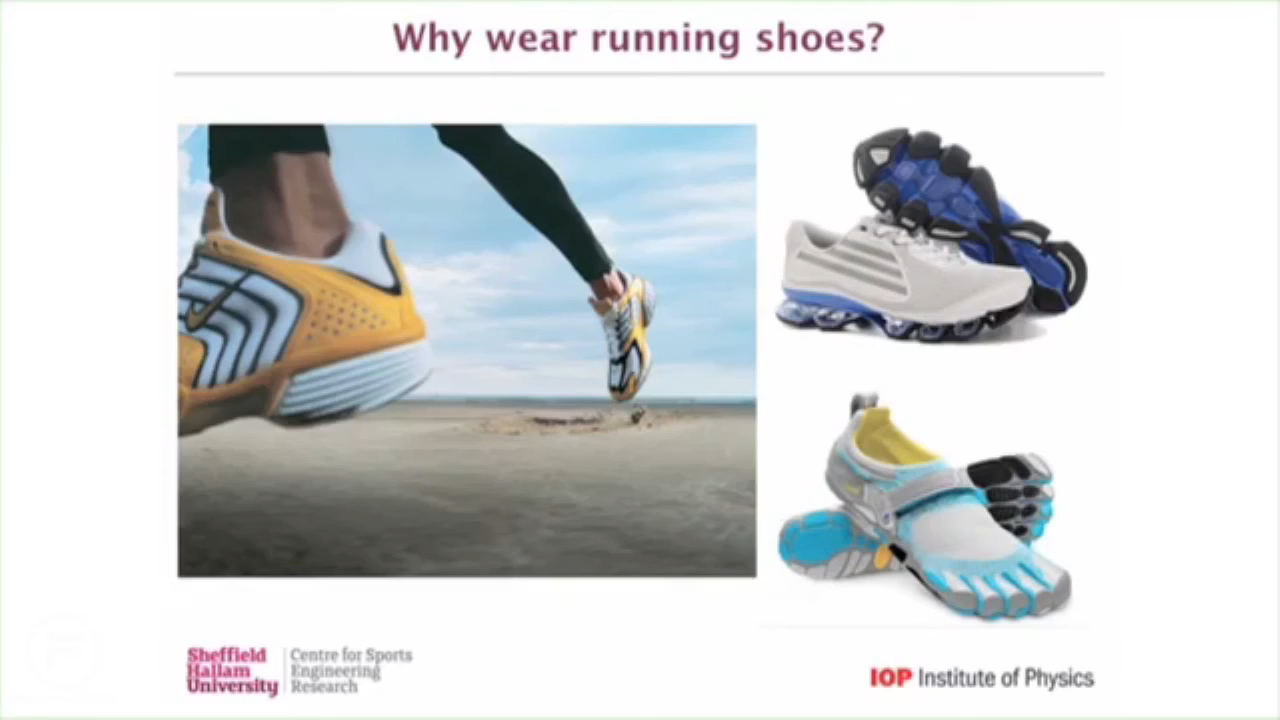 Why wear running shoes?
Sheffield
Hallam
University
Centre for Sports
Engineering
Research
IOP Institute of Physics